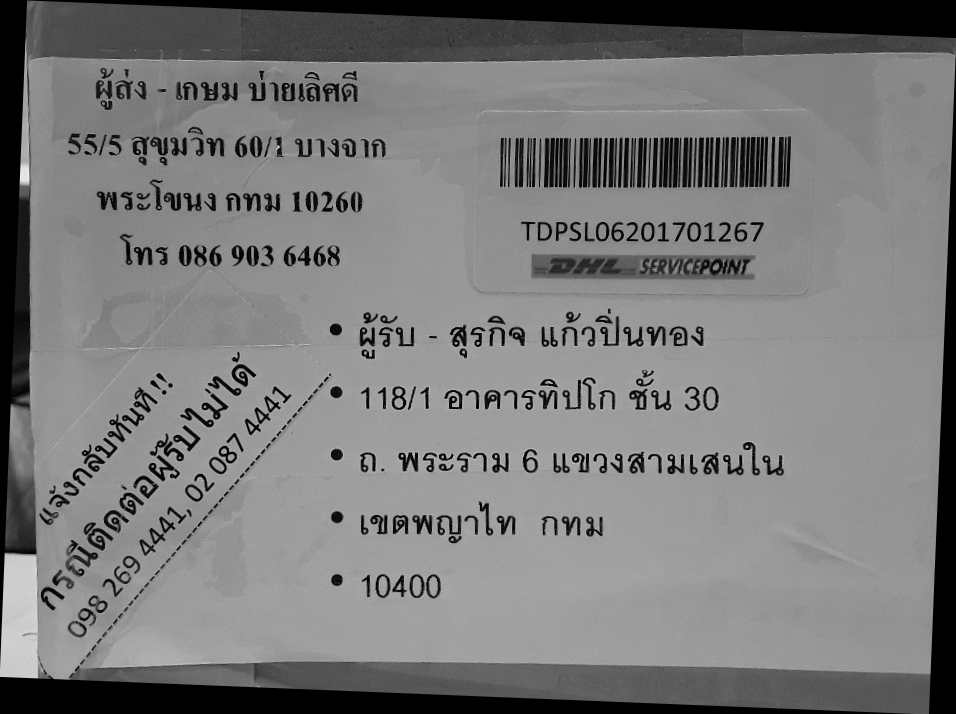 ผู้ส่ง - เกษม บ่ายเลิศดี
55/5 สุขุมวิท 60/1 บางจาก
พระโขนง กทม 10260
โทร 086 903 6468
TDPSL06201701267
DHL SERVICEPOINT
• ผู้รับ - สุรกิจ แก้วปิ่นทอง
• 118/1 อาคารทิปโก ชั้น 30
• ถ. พระราม 6 แขวงสามเสนใน
• เขตพญาไท กทม
• 10400
แจ้งกลับทันที !!
กรณีติดต่อผู้รับไม่ได้
098 269 4441, 02 087 4441